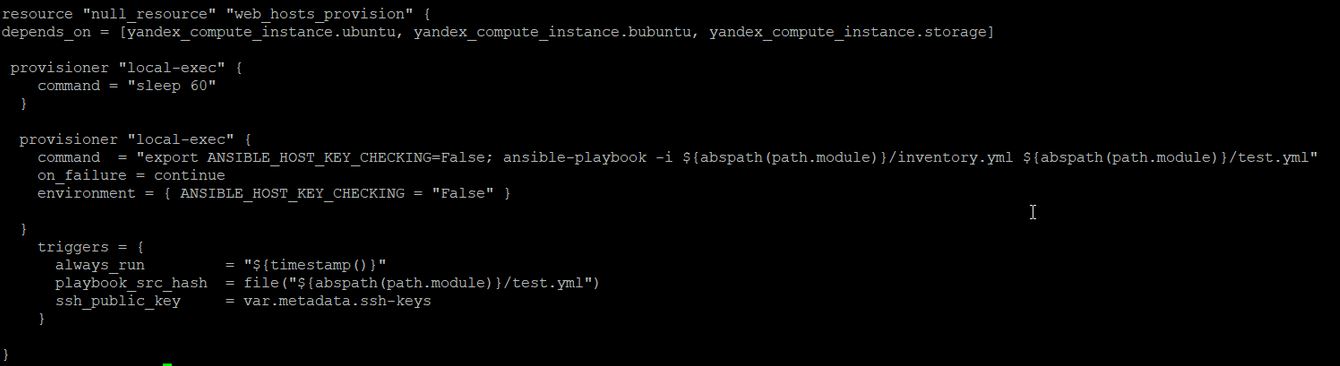 resource "null_resource" "web_hosts_provision" {
depends_on = [yandex_compute_instance.ubuntu, yandex_compute_instance.bubuntu, yandex_compute_instance.storage]
provisioner "local-exec" {
command = "sleep 60"
}
provisioner "local-exec" {
command  = "export ANSIBLE_HOST_KEY_CHECKING=False; ansible-playbook -i ${abspath(path.module)}/inventory.yml ${abspath(path.module)}/test.yml"
on_failure = continue
environment = { ANSIBLE_HOST_KEY_CHECKING = "False" }
}
triggers = {
always_run         = "${timestamp()}"
playbook_src_hash  = file("${abspath(path.module)}/test.yml")
ssh_public_key     = var.metadata.ssh-keys
}
}